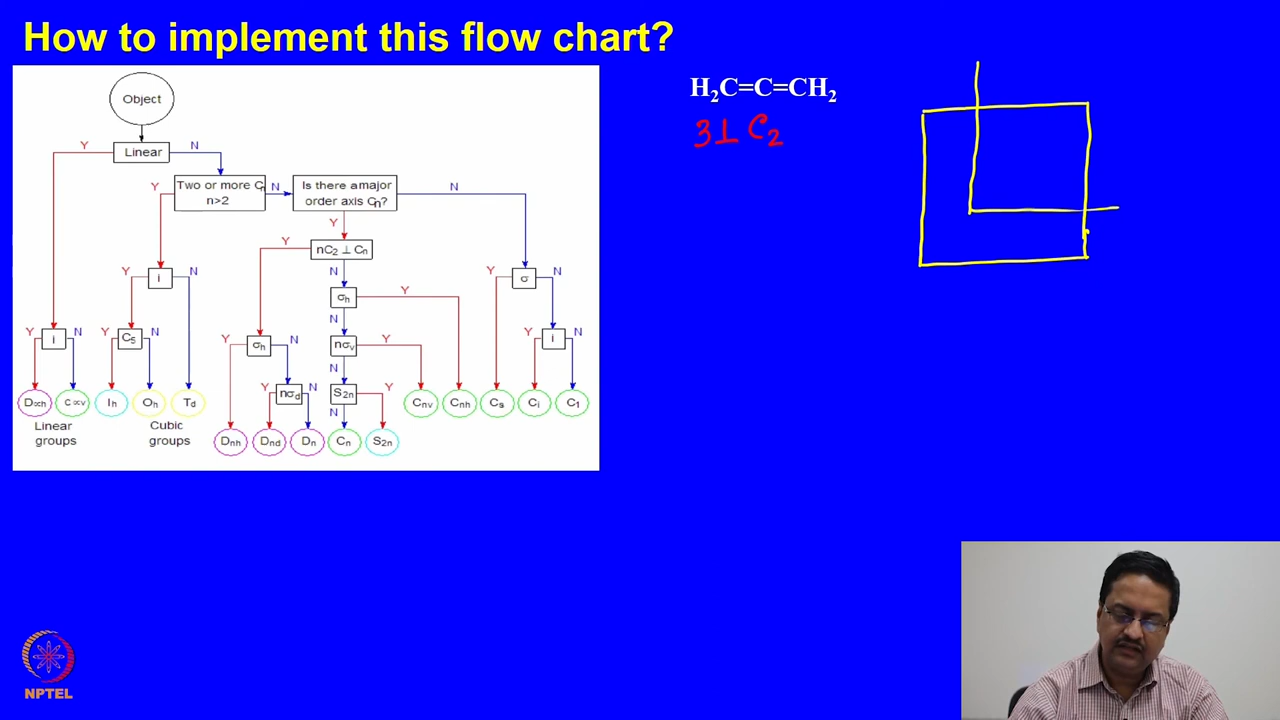 How to implement this flow chart?
Object
Y Linear N
Two or more Cn
n>2
Y N
Is there a major
order axis Cn?
N
Y
Y nC2 ⊥ Cn
N
Y i N
σh Y
N
Y σ N
Y i N
Y C5 N
Y σh N
nσv Y
N
Y i N
Y nσd N
S2n Y
N
D∝h C∝v Ih Oh Td Cnv Cnh Cs Ci C1
Linear
groups
Cubic
groups
Dnh Dnd Dn Cn S2n
H2C=C=CH2
3⊥ C2
NPTEL